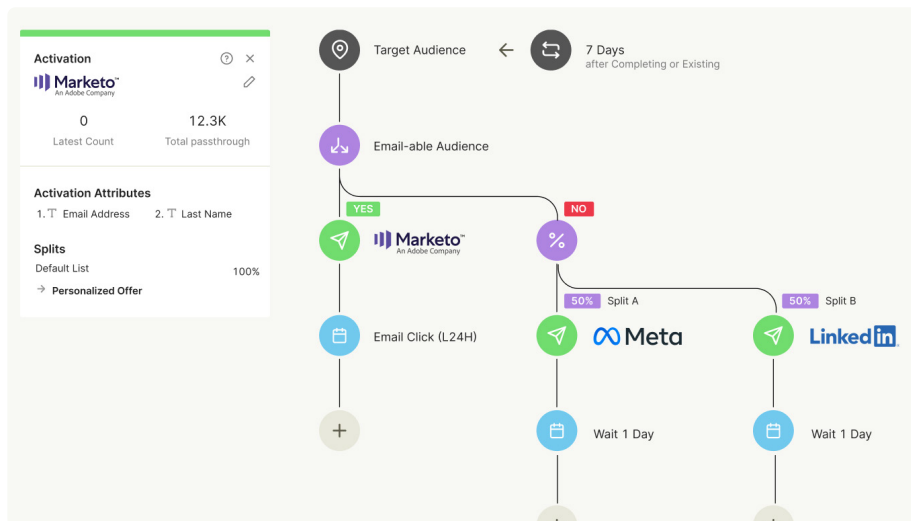 Activation
Marketo™
An Adobe Company
0
12.3K
Latest Count
Total passthrough
Activation Attributes
1. T Email Address
2. T Last Name
Splits
Default List
100%
→ Personalized Offer
Target Audience
7 Days
after Completing or Existing
Email-able Audience
YES
NO
Marketo™
An Adobe Company
%
50% Split A
50% Split B
Email Click (L24H)
Meta
Linkedin
Wait 1 Day
Wait 1 Day